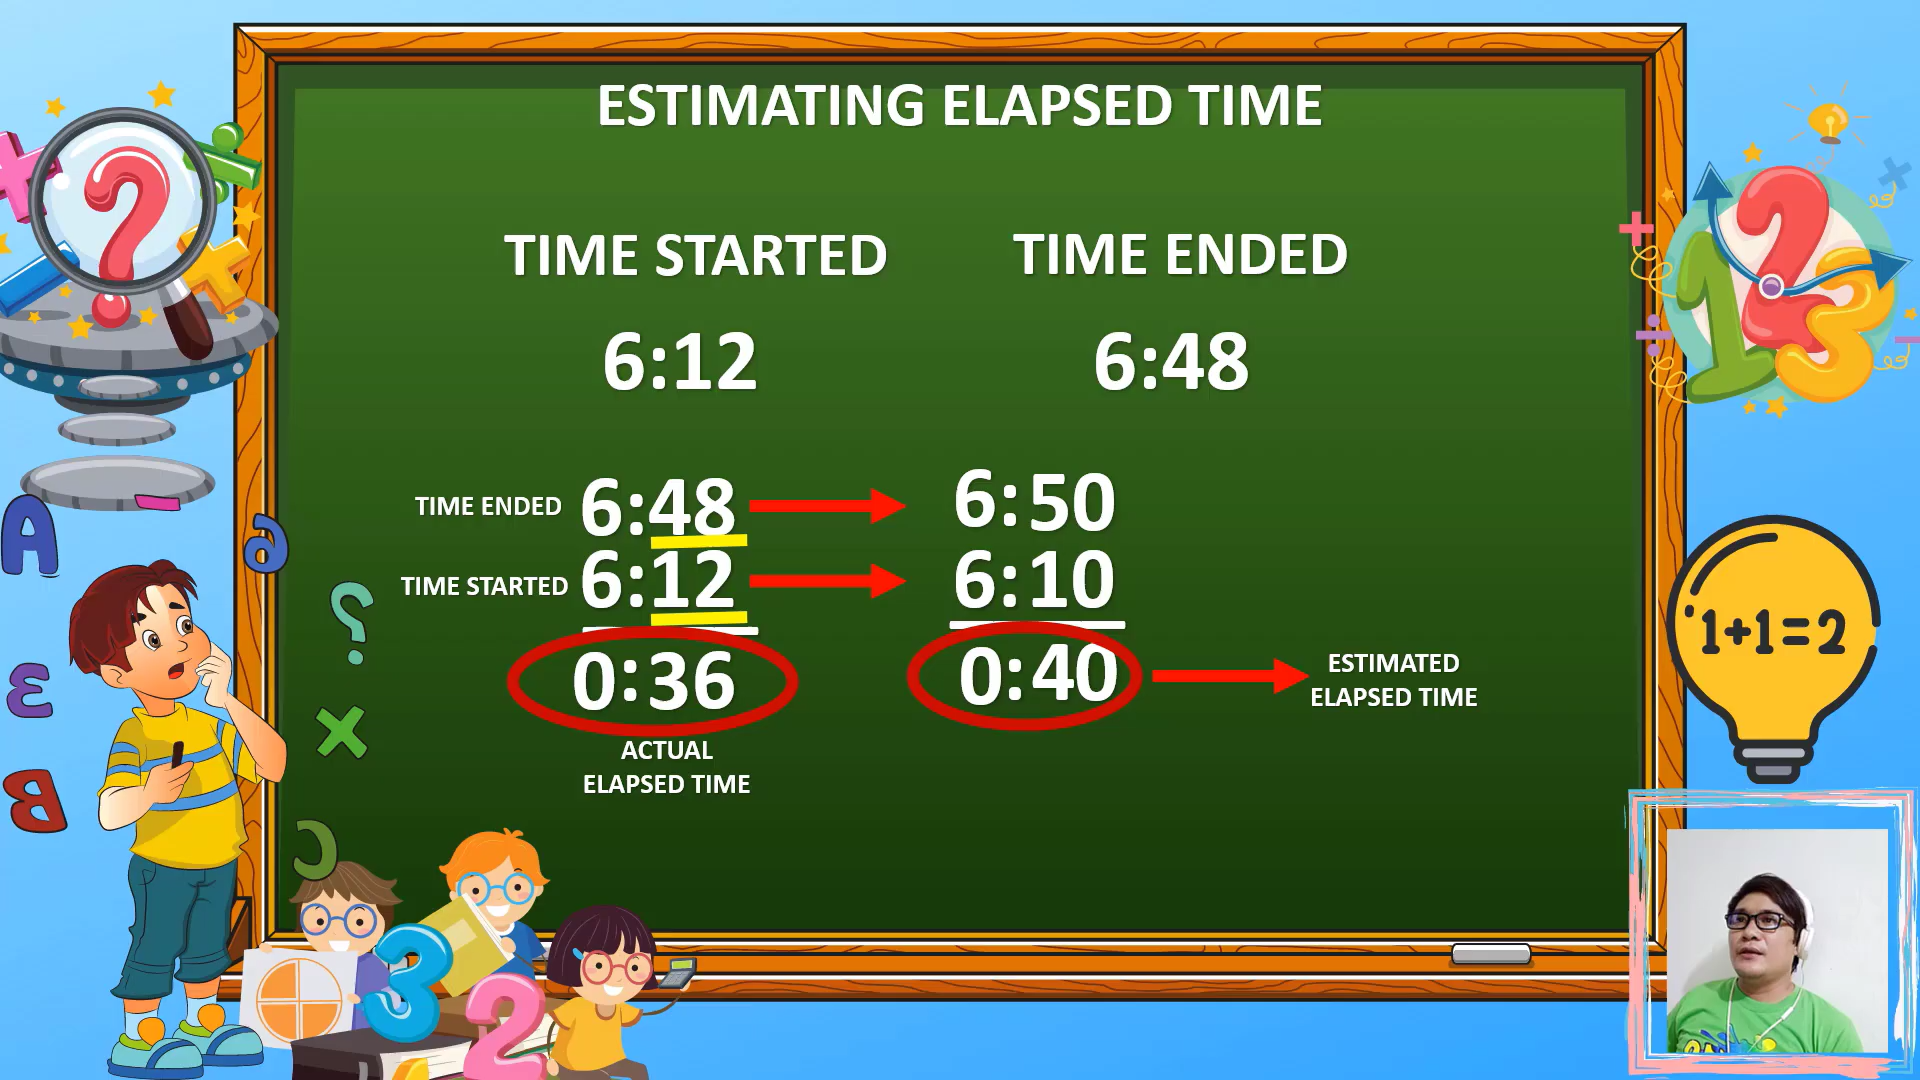 ESTIMATING ELAPSED TIME
TIME STARTED
TIME ENDED
6:12
6:48
TIME ENDED 6:48
6:50
TIME STARTED 6:12
6:10
0:36
0:40
ESTIMATED
ELAPSED TIME
ACTUAL
ELAPSED TIME
1+1=2